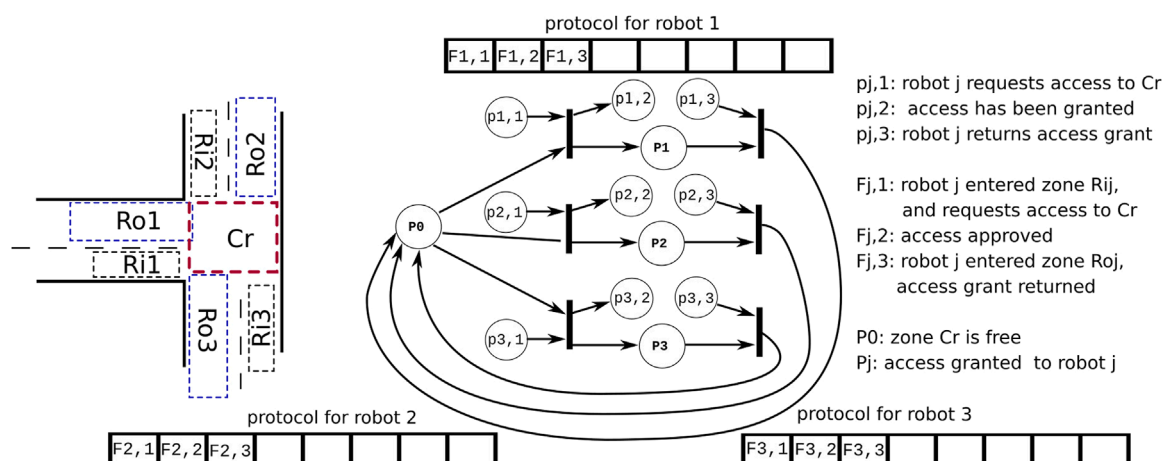 protocol for robot 1
F1,1 F1,2 F1,3
pj,1: robot j requests access to Cr
pj,2: access has been granted
pj,3: robot j returns access grant
Fj,1: robot j entered zone Rij,
and requests access to Cr
Fj,2: access approved
Fj,3: robot j entered zone Roj,
access grant returned
P0: zone Cr is free
Pj: access granted to robot j
Ri2
Ro2
Ro1
Cr
Ri1
Ro3
Ri3
p1,1
p1,2
p1,3
P1
P0
p2,1
p2,2
p2,3
P2
p3,1
p3,2
p3,3
P3
protocol for robot 2
F2,1 F2,2 F2,3
protocol for robot 3
F3,1 F3,2 F3,3